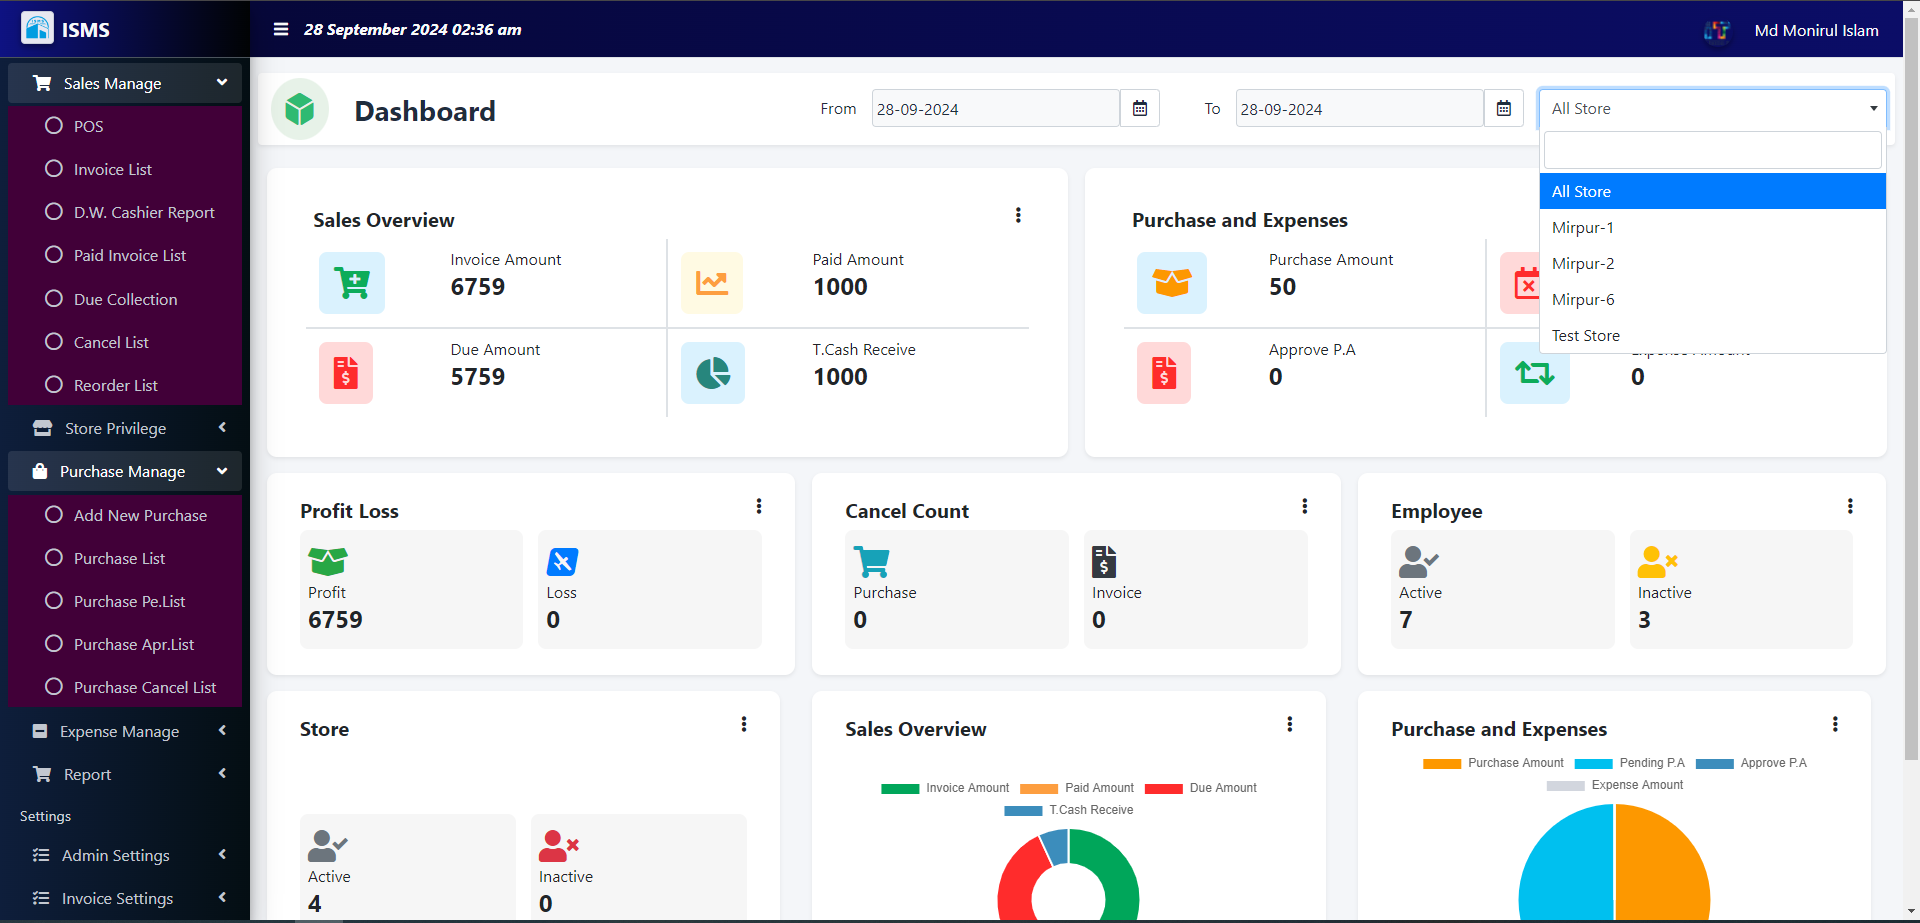 ISMS
28 September 2024 02:36 am
Md Monirul Islam
Sales Manage
POS
Invoice List
D.W. Cashier Report
Paid Invoice List
Due Collection
Cancel List
Reorder List
Store Privilege
Purchase Manage
Add New Purchase
Purchase List
Purchase Pe.List
Purchase Apr.List
Purchase Cancel List
Expense Manage
Report
Settings
Admin Settings
Invoice Settings
Dashboard
From
28-09-2024
To
28-09-2024
All Store
All Store
Mirpur-1
Mirpur-2
Mirpur-6
Test Store
Sales Overview
Invoice Amount
6759
Paid Amount
1000
Due Amount
5759
T.Cash Receive
1000
Purchase and Expenses
Purchase Amount
50
Approve P.A
0
Expense Amount
0
Profit Loss
Profit
6759
Loss
0
Cancel Count
Purchase
0
Invoice
0
Employee
Active
7
Inactive
3
Store
Active
4
Inactive
0
Sales Overview
Invoice Amount Paid Amount Due Amount
T.Cash Receive
Purchase and Expenses
Purchase Amount Pending P.A Approve P.A
Expense Amount